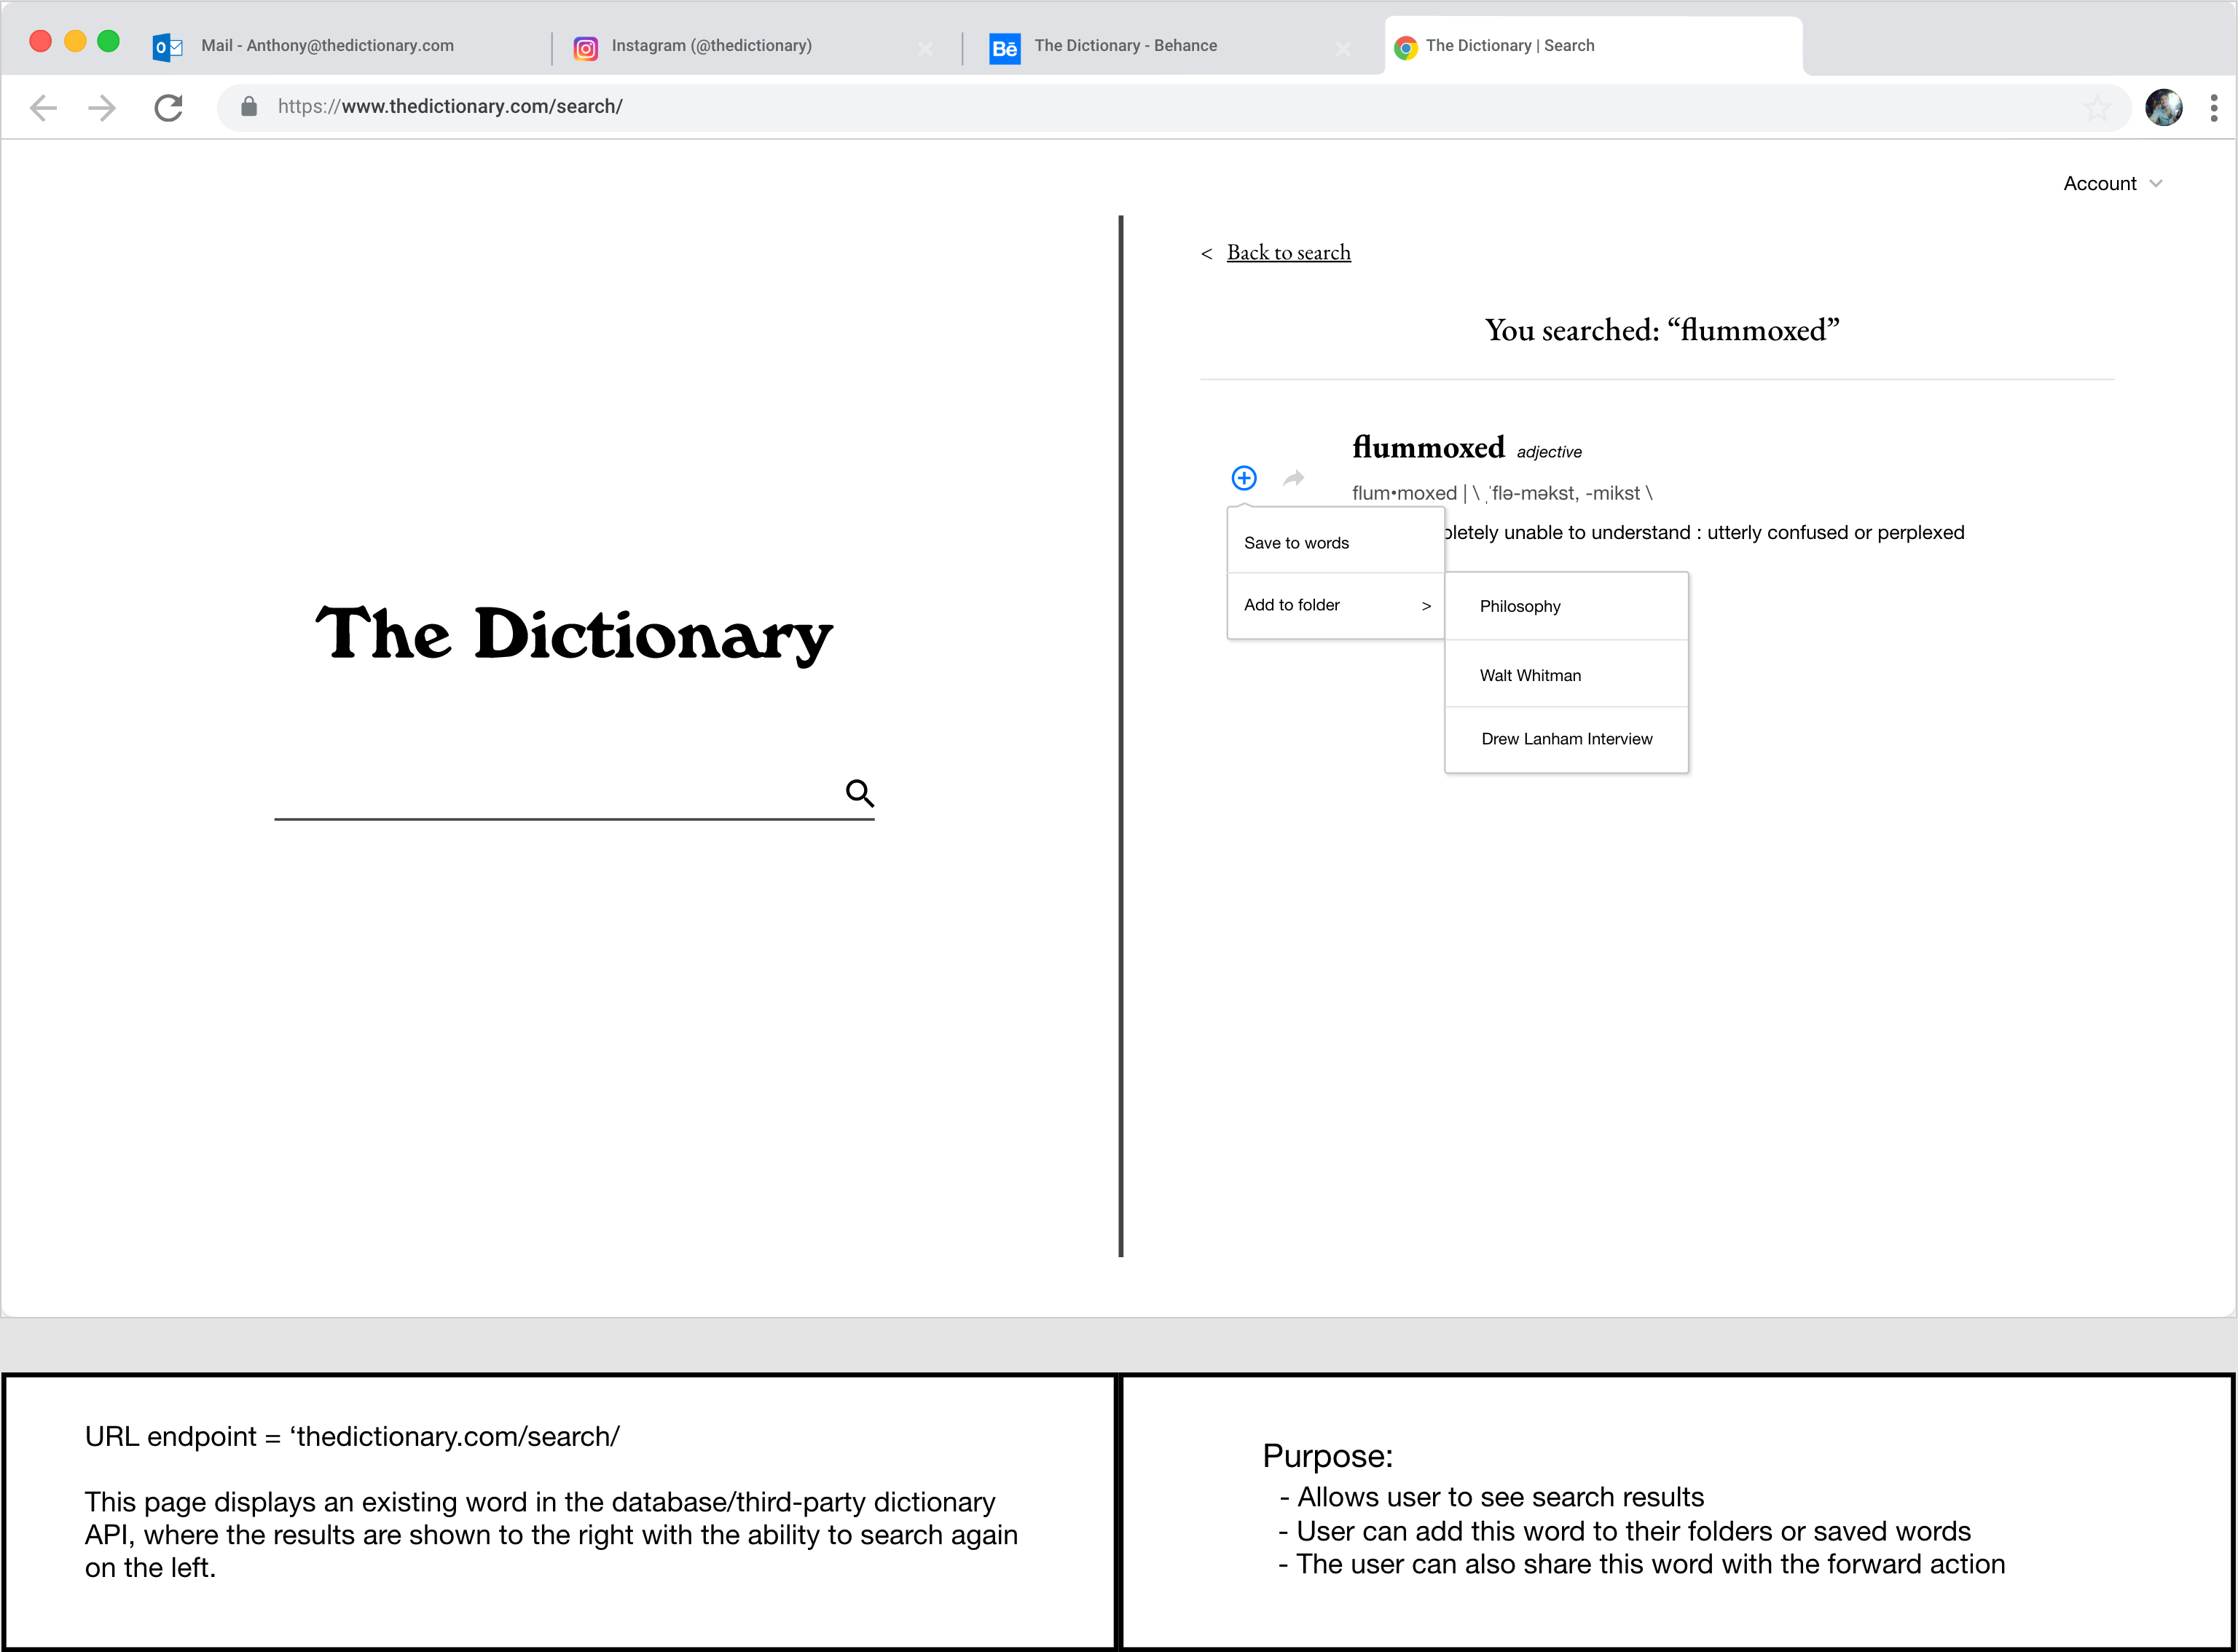 Mail - Anthony@thedictionary.com
Instagram (@thedictionary)
Bē
The Dictionary - Behance
The Dictionary | Search
https://www.thedictionary.com/search/
Account
< Back to search
You searched: “flummoxed”
flummoxed adjective
flum•moxed | \ ˌˈflə-məkst, -mikst \
pletely unable to understand : utterly confused or perplexed
Save to words
Add to folder >
Philosophy
Walt Whitman
Drew Lanham Interview
The Dictionary
URL endpoint = ‘thedictionary.com/search/
This page displays an existing word in the database/third-party dictionary
API, where the results are shown to the right with the ability to search again
on the left.
Purpose:
- Allows user to see search results
- User can add this word to their folders or saved words
- The user can also share this word with the forward action